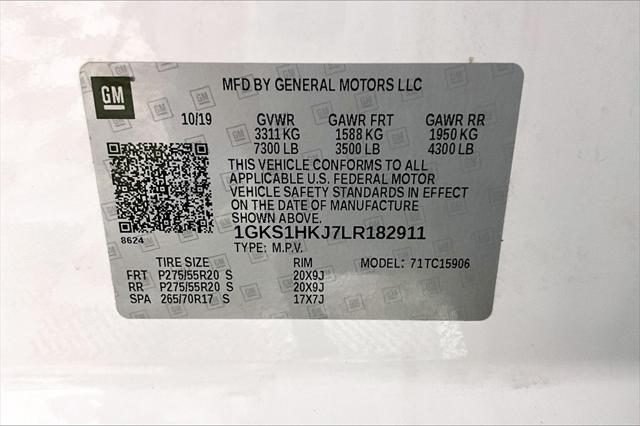 GM
MFD BY GENERAL MOTORS LLC
10/19 GVWR GAWR FRT GAWR RR
3311 KG 1588 KG 1950 KG
7300 LB 3500 LB 4300 LB
THIS VEHICLE CONFORMS TO ALL
APPLICABLE U.S. FEDERAL MOTOR
VEHICLE SAFETY STANDARDS IN EFFECT
ON THE DATE OF MANUFACTURE
SHOWN ABOVE.
8624
1GKS1HKJ7LR182911
TYPE: M.P.V.
TIRE SIZE RIM MODEL: 71TC15906
FRT P275/55R20 S 20X9J
RR P275/55R20 S 20X9J
SPA 265/70R17 S 17X7J